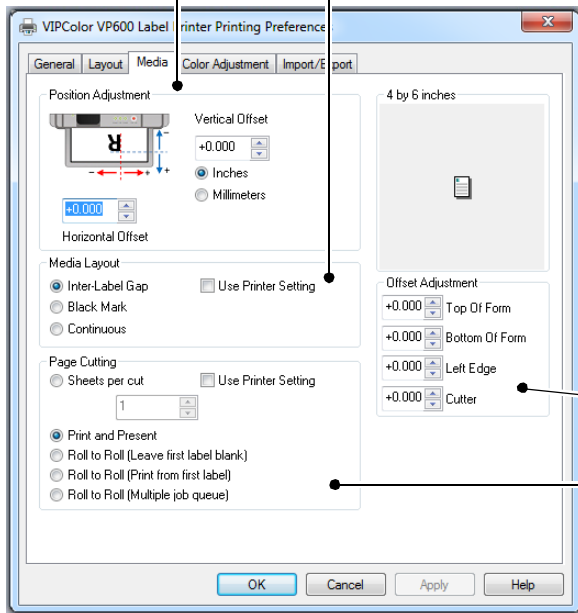 VIPColor VP600 Label Printer Printing Preferences
General Layout Media Color Adjustment Import/Export
Position Adjustment
R
Vertical Offset
+0.000
Inches
Millimeters
- + - +
+0.000
Horizontal Offset
4 by 6 inches
Media Layout
Inter-Label Gap Use Printer Setting
Black Mark
Continuous
Offset Adjustment
+0.000 Top Of Form
+0.000 Bottom Of Form
+0.000 Left Edge
+0.000 Cutter
Page Cutting
Sheets per cut Use Printer Setting
1
Print and Present
Roll to Roll (Leave first label blank)
Roll to Roll (Print from first label)
Roll to Roll (Multiple job queue)
OK Cancel Apply Help